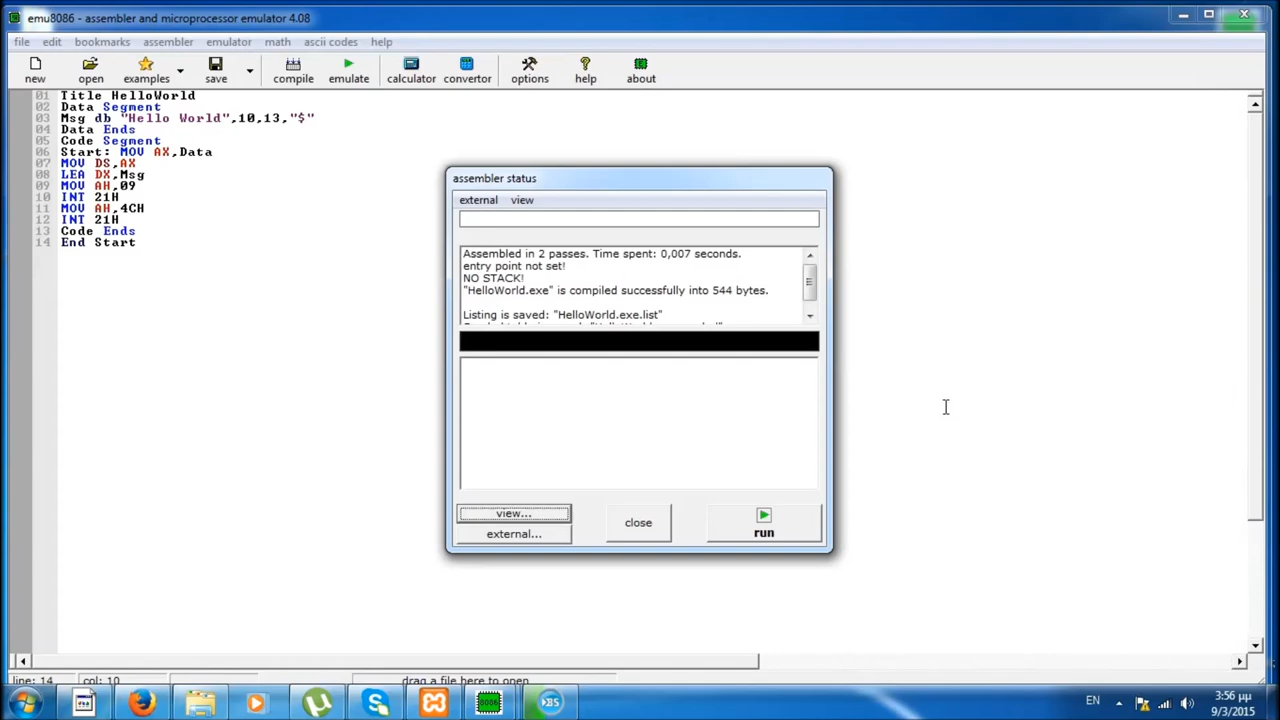 emu8086 - assembler and microprocessor emulator 4.08
file edit bookmarks assembler emulator math ascii codes help
new open examples save compile emulate calculator convertor options help about
01 Title HelloWorld
02 Data Segment
03 Msg db "Hello World",10,13,"$"
04 Data Ends
05 Code Segment
06 Start: MOV AX,Data
07 MOV DS,AX
08 LEA DX,Msg
09 MOV AH,09
10 INT 21H
11 MOV AH,4CH
12 INT 21H
13 Code Ends
14 End Start
assembler status
external view
Assembled in 2 passes. Time spent: 0,007 seconds.
entry point not set!
NO STACK!
"HelloWorld.exe" is compiled successfully into 544 bytes.
Listing is saved: "HelloWorld.exe.list"
view...
external...
close
run
line: 14 col: 10 drag a file here to open
EN
3:56 μμ
9/3/2015